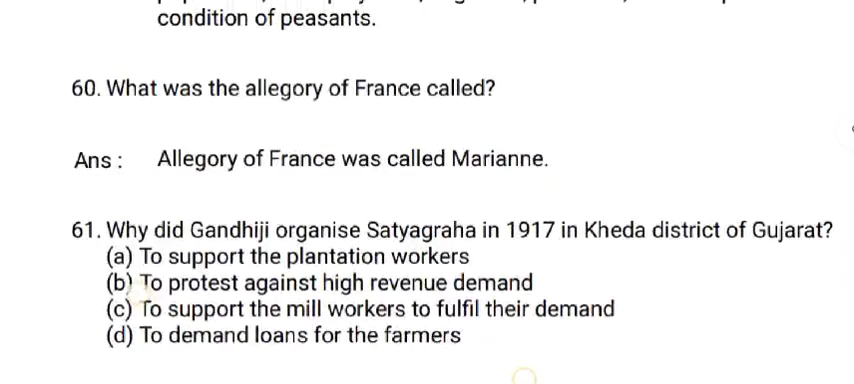 condition of peasants.
60. What was the allegory of France called?
Ans : Allegory of France was called Marianne.
61. Why did Gandhiji organise Satyagraha in 1917 in Kheda district of Gujarat?
(a) To support the plantation workers
(b) To protest against high revenue demand
(c) To support the mill workers to fulfil their demand
(d) To demand loans for the farmers